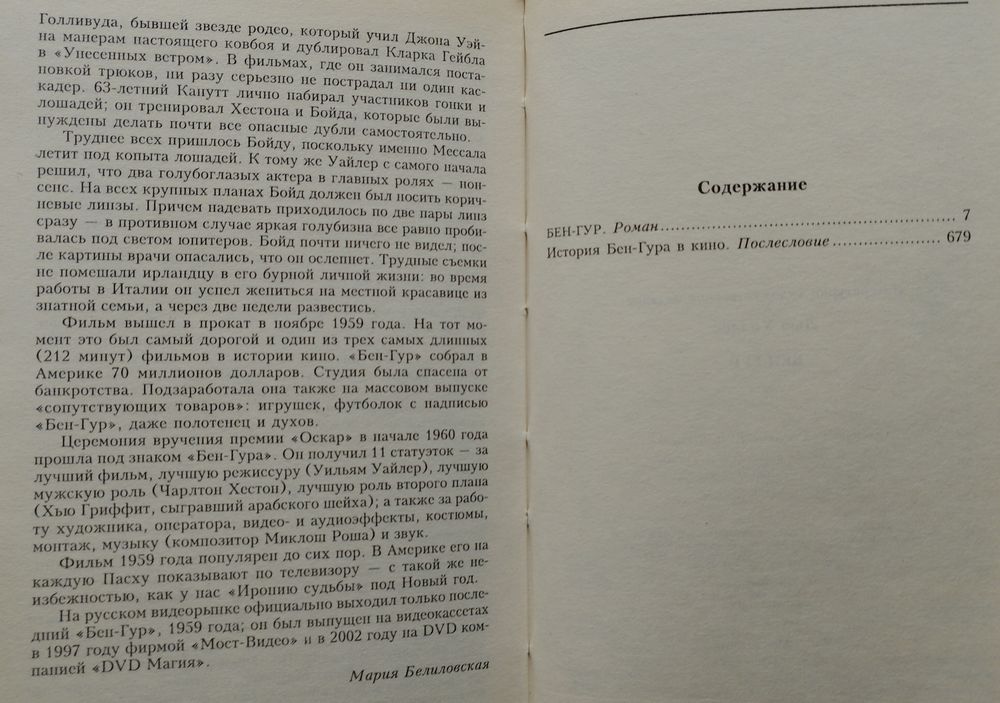 Голливуда, бывшей звезде родео, который учил Джона Уэй-
на манерам настоящего ковбоя и дублировал Кларка Гейбла
в «Унесенных ветром». В фильмах, где он занимался поста-
новкой трюков, ни разу серьезно не пострадал ни один кас-
кадер. 63-летний Канутт лично набирал участников гонки и
лошадей; он тренировал Хестона и Бойда, которые были вы-
нуждены делать почти все опасные дубли самостоятельно.
Труднее всех пришлось Бойду, поскольку именно Мессала
летит под копыта лошадей. К тому же Уайлер с самого начала
решил, что два голубоглазых актера в главных ролях — нон-
сенс. На всех крупных планах Бойд должен был носить корич-
невые линзы. Причем надевать приходилось по две пары линз
сразу — в противном случае яркая голубизна все равно проби-
валась под светом юпитеров. Бойд почти ничего не видел; пос-
ле картины врачи опасались, что он ослепнет. Трудные съемки
не помешали ирландцу в его бурной личной жизни: во время
работы в Италии он успел жениться на местной красавице из
знатной семьи, а через две недели развестись.
Фильм вышел в прокат в ноябре 1959 года. На тот мо-
мент это был самый дорогой и один из трех самых длинных
(212 минут) фильмов в истории кино. «Бен-Гур» собрал в
Америке 70 миллионов долларов. Студия была спасена от
банкротства. Подзаработала она также на массовом выпуске
«сопутствующих товаров»: игрушек, футболок с надписью
«Бен-Гур», даже полотенец и духов.
Церемония вручения премии «Оскар» в начале 1960 года
прошла под знаком «Бен-Гура». Он получил 11 статуэток — за
лучший фильм, лучшую режиссуру (Уильям Уайлер), лучшую
мужскую роль (Чарлтон Хестон), лучшую роль второго плана
(Хью Гриффит, сыгравший арабского шейха); а также за рабо-
ту художника, оператора, видео- и аудиоэффекты, костюмы,
монтаж, музыку (композитор Миклош Роша) и звук.
Фильм 1959 года популярен до сих пор. В Америке его на
каждую Пасху показывают по телевизору — с такой же не-
избежностью, как у нас «Иронию судьбы» под Новый год.
На русском видеорынке официально выходил только после-
дний «Бен-Гур», 1959 года; он был выпущен на видеокассетах
в 1997 году фирмой «Мост-Видео» и в 2002 году на DVD ком-
панией «DVD Магия».
Мария Белиловская
Содержание
БЕН-ГУР. Роман ........ 7
История Бен-Гура в кино. Послесловие ........ 679